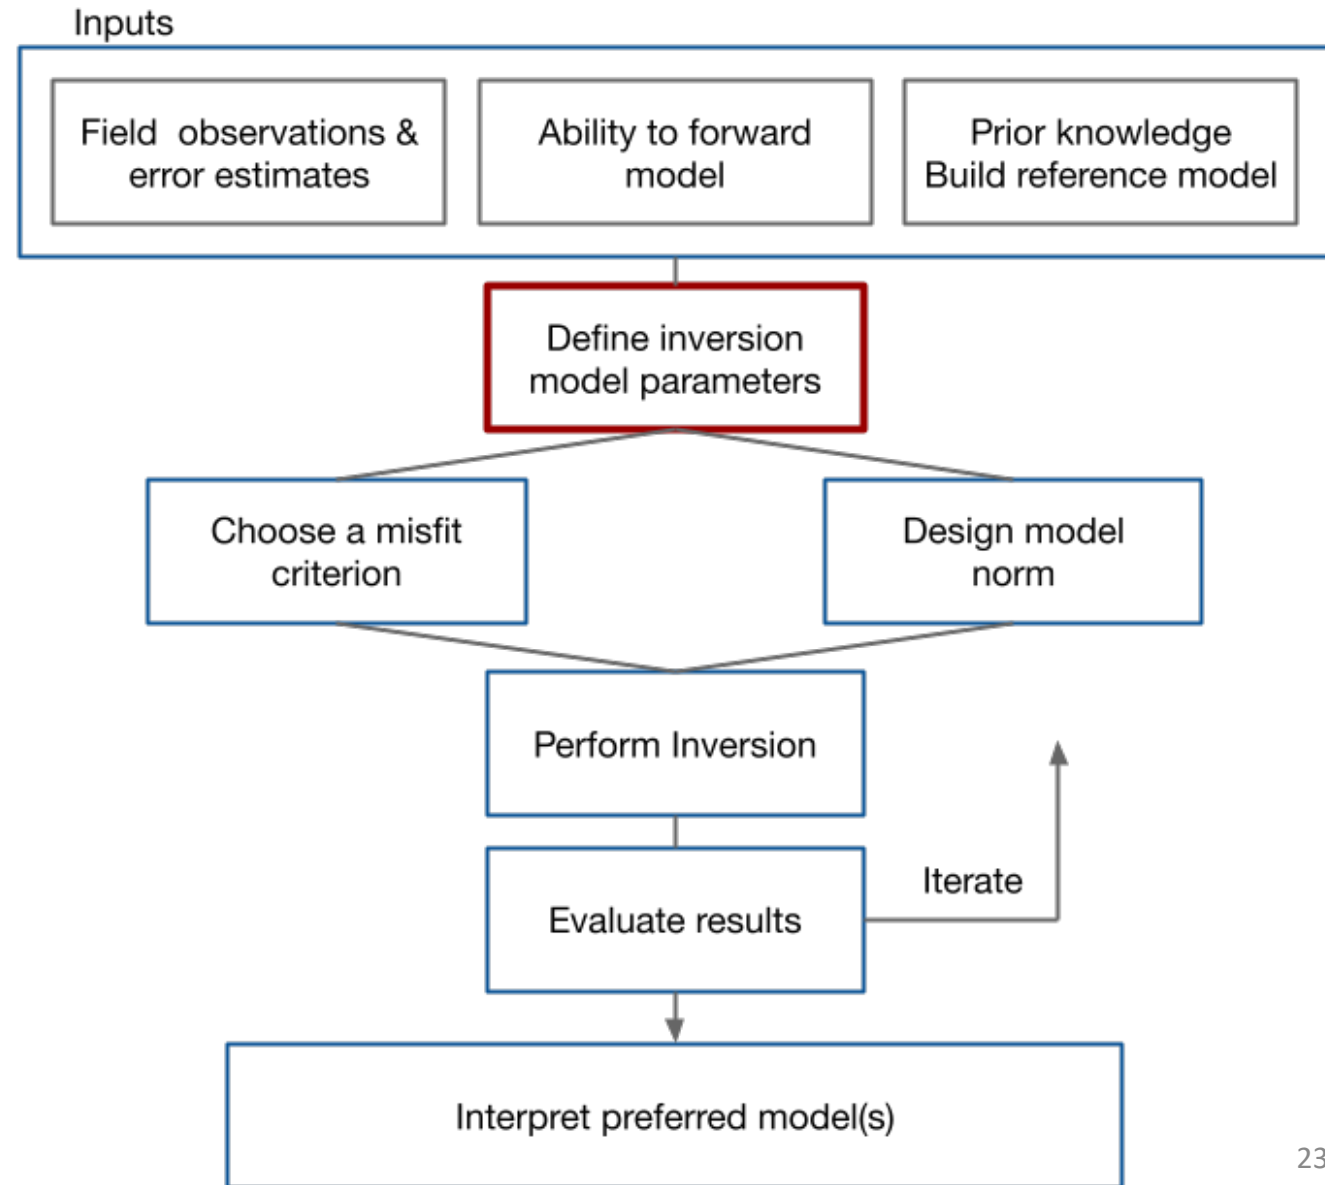 Inputs
Field observations &
error estimates
Ability to forward
model
Prior knowledge
Build reference model
Define inversion
model parameters
Choose a misfit
criterion
Design model
norm
Perform Inversion
Evaluate results
Iterate
Interpret preferred model(s)
23